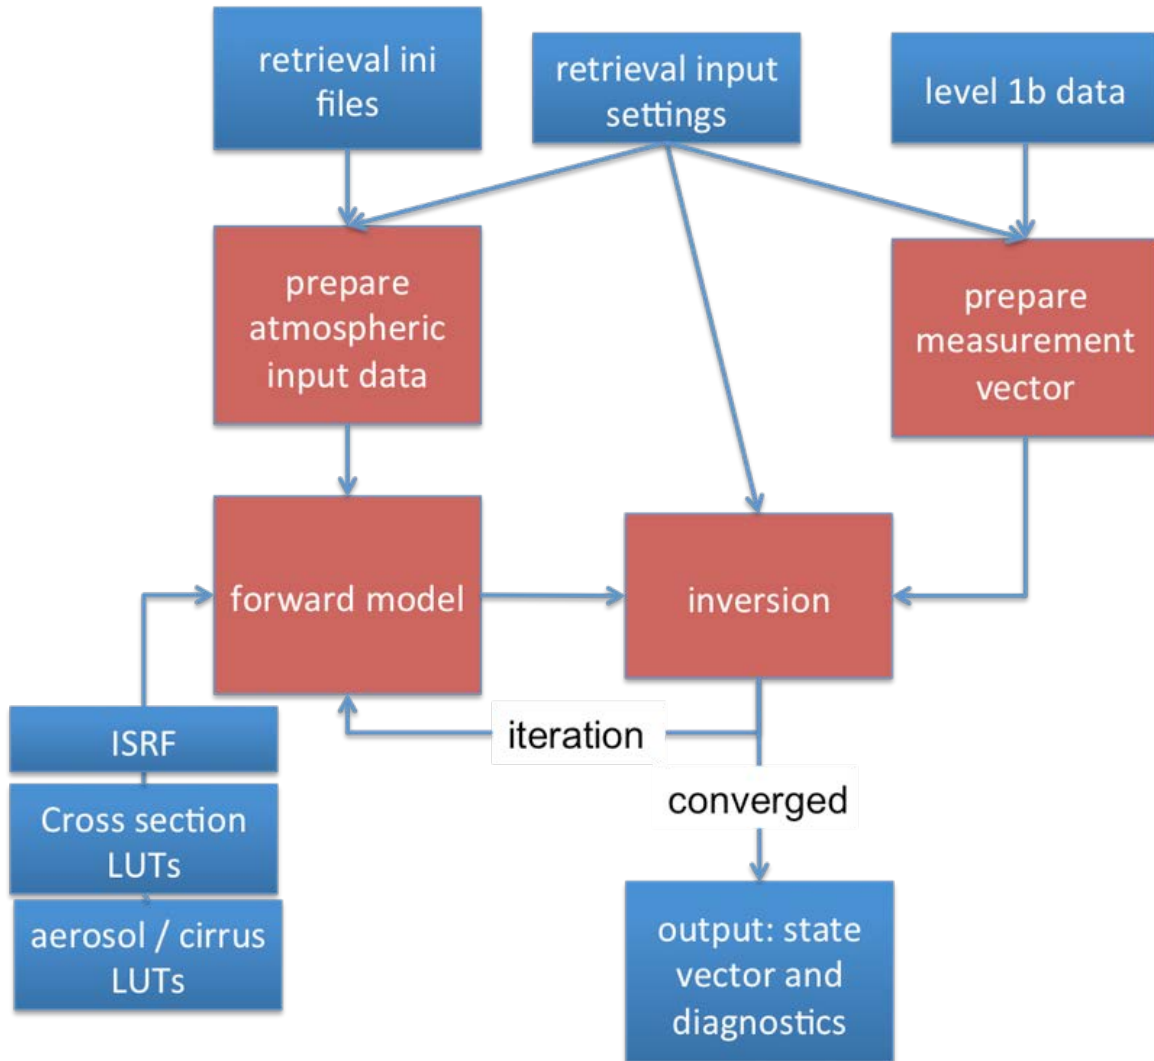 retrieval ini
files
retrieval input
settings
level 1b data
prepare
atmospheric
input data
prepare
measurement
vector
forward model
inversion
iteration
ISRF
converged
Cross section
LUTs
aerosol / cirrus
LUTs
output: state
vector and
diagnostics